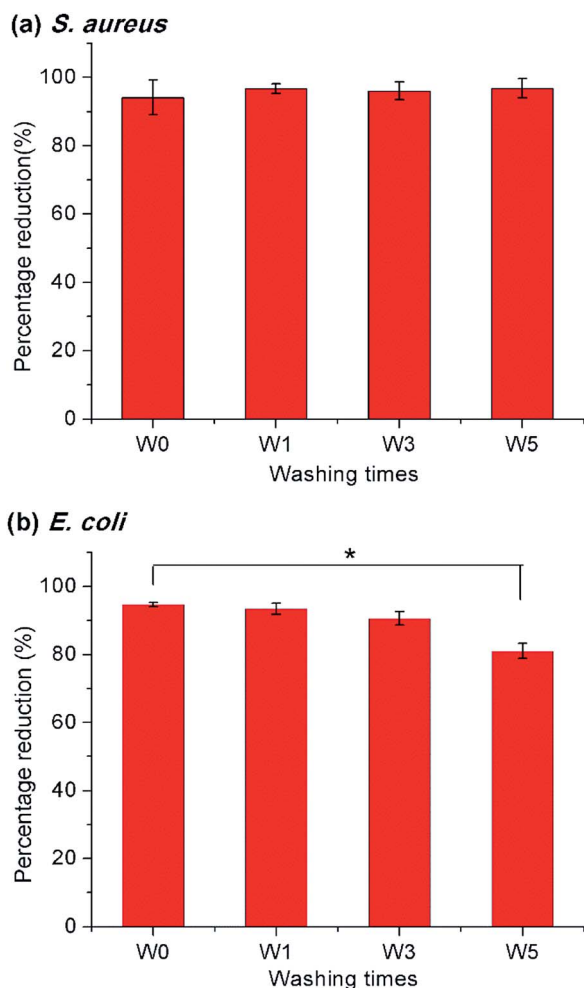 (a) S. aureus
100
80
60
40
20
0
Percentage reduction(%)
W0 W1 W3 W5
Washing times
(b) E. coli
*
100
80
60
40
20
0
Percentage reduction (%)
W0 W1 W3 W5
Washing times